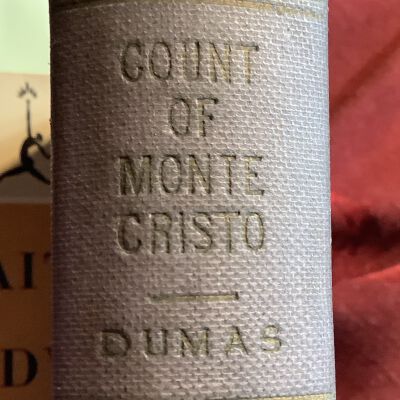 COUNT
OF
MONTE
CRISTO
DUMAS